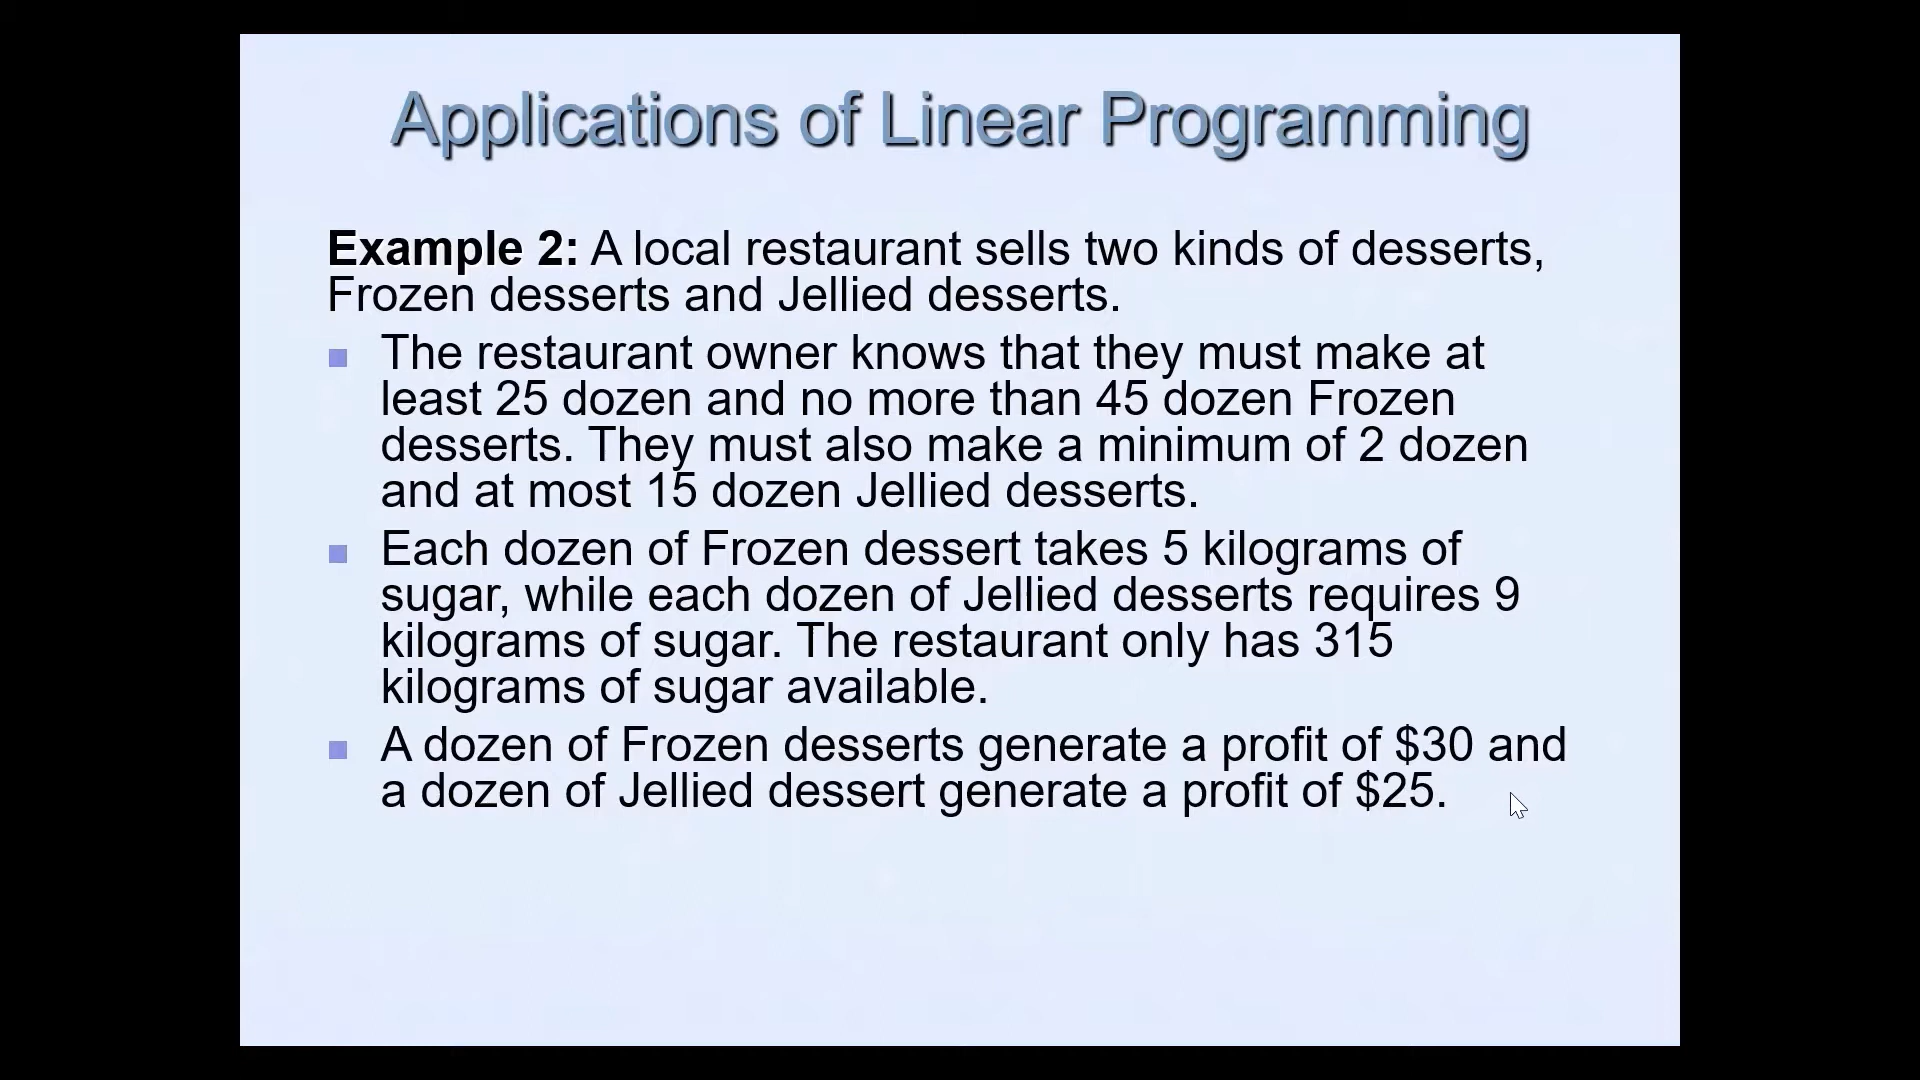 Applications of Linear Programming
Example 2: A local restaurant sells two kinds of desserts,
Frozen desserts and Jellied desserts.
The restaurant owner knows that they must make at
least 25 dozen and no more than 45 dozen Frozen
desserts. They must also make a minimum of 2 dozen
and at most 15 dozen Jellied desserts.
Each dozen of Frozen dessert takes 5 kilograms of
sugar, while each dozen of Jellied desserts requires 9
kilograms of sugar. The restaurant only has 315
kilograms of sugar available.
A dozen of Frozen desserts generate a profit of $30 and
a dozen of Jellied dessert generate a profit of $25.